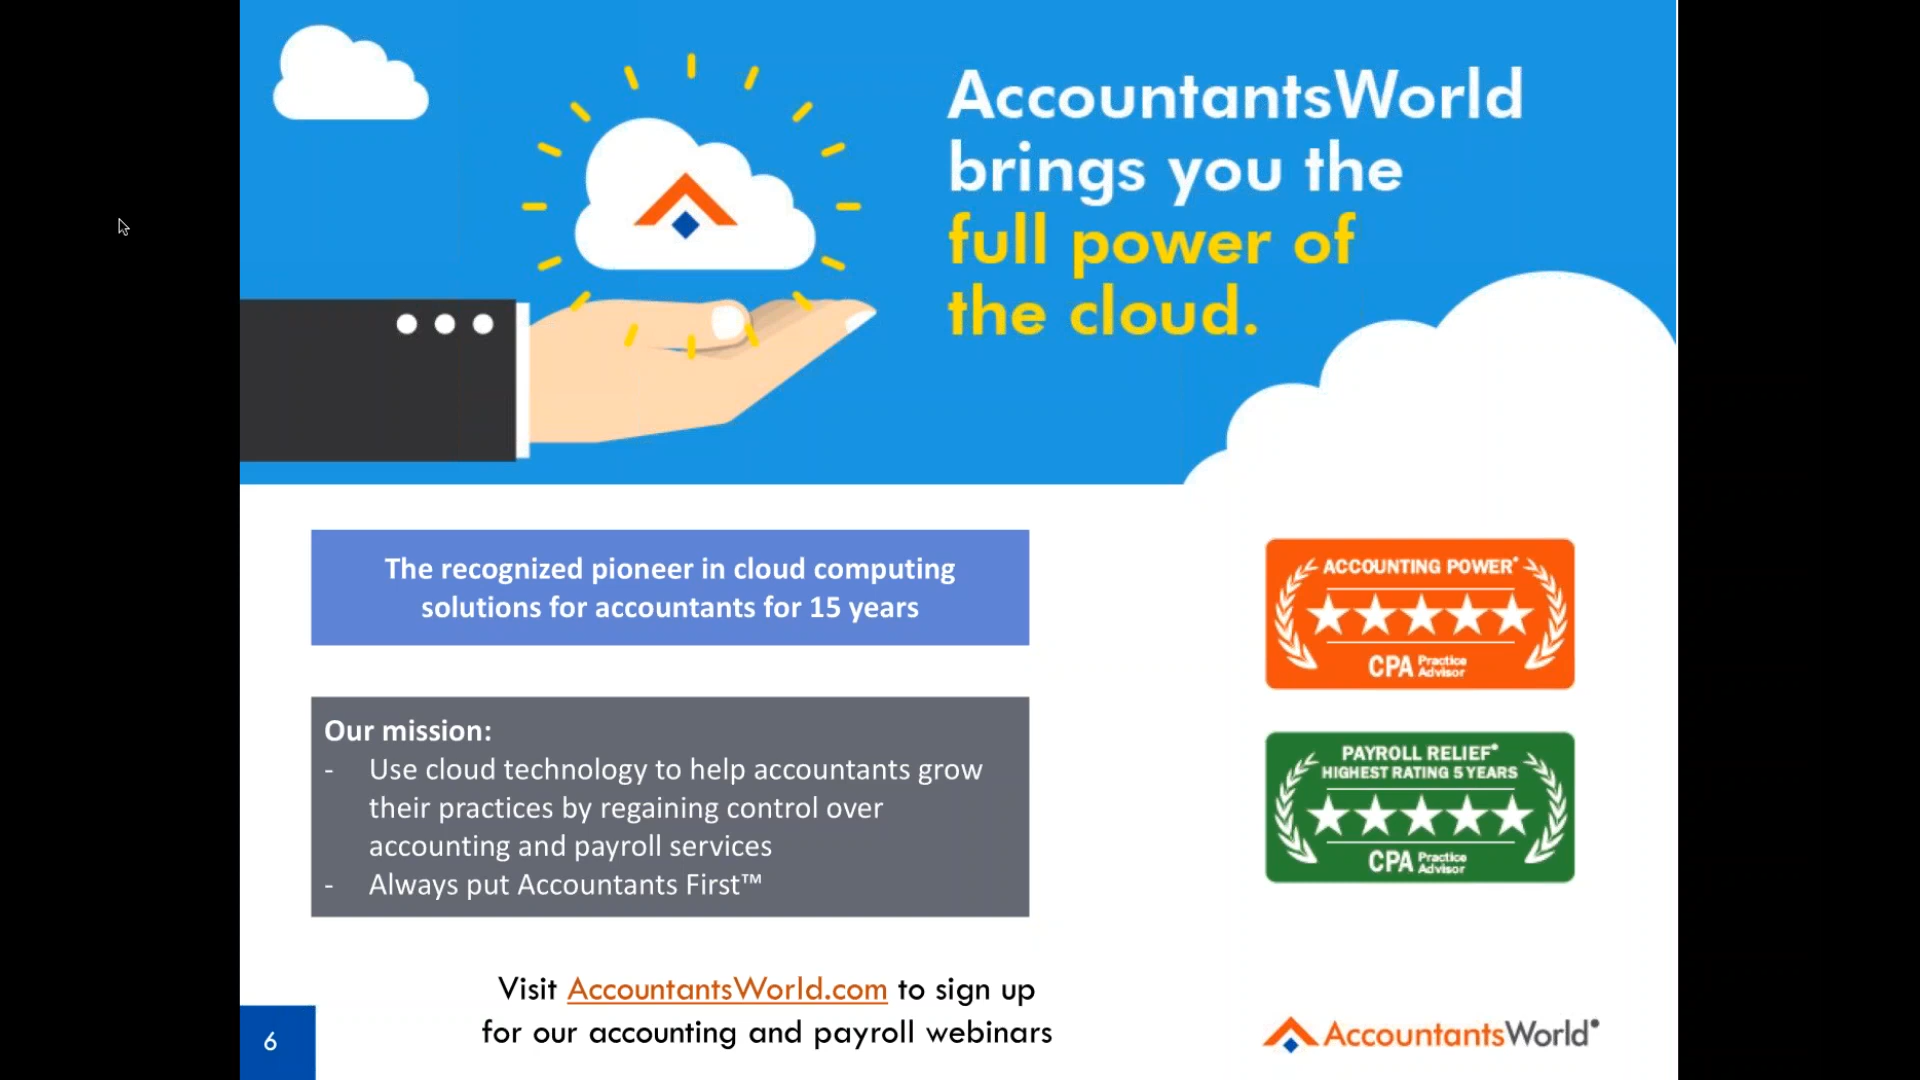 AccountantsWorld
brings you the
full power of
the cloud.
The recognized pioneer in cloud computing
solutions for accountants for 15 years
Our mission:
- Use cloud technology to help accountants grow
their practices by regaining control over
accounting and payroll services
- Always put Accountants First™
ACCOUNTING POWER®
CPA Practice
Advisor
PAYROLL RELIEF®
HIGHEST RATING 5 YEARS
CPA Practice
Advisor
Visit AccountantsWorld.com to sign up
for our accounting and payroll webinars
6
AccountantsWorld®